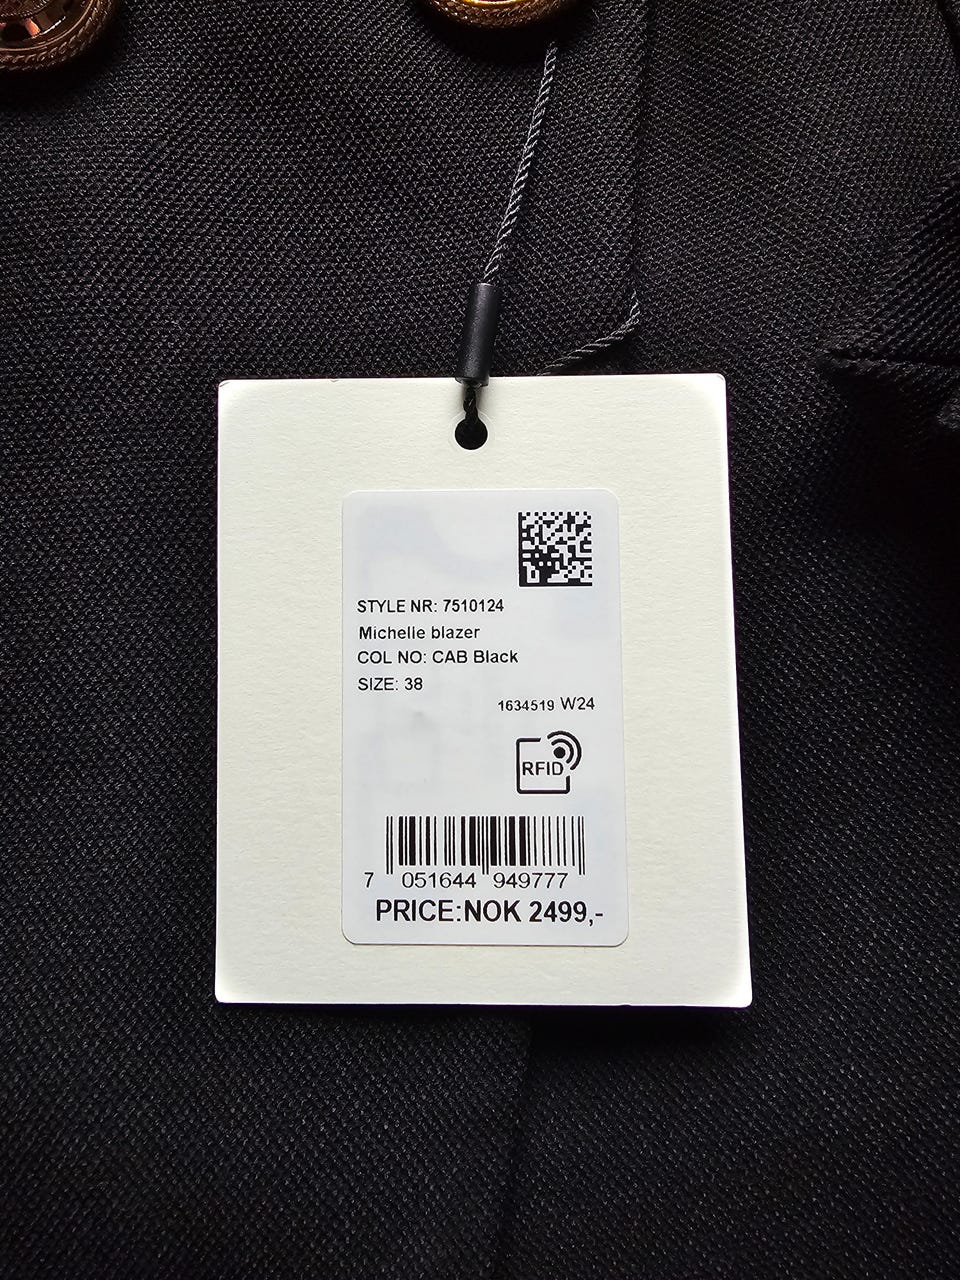 STYLE NR: 7510124
Michelle blazer
COL NO: CAB Black
SIZE: 38
1634519 W24
RFID
7 051644 949777
PRICE:NOK 2499,-